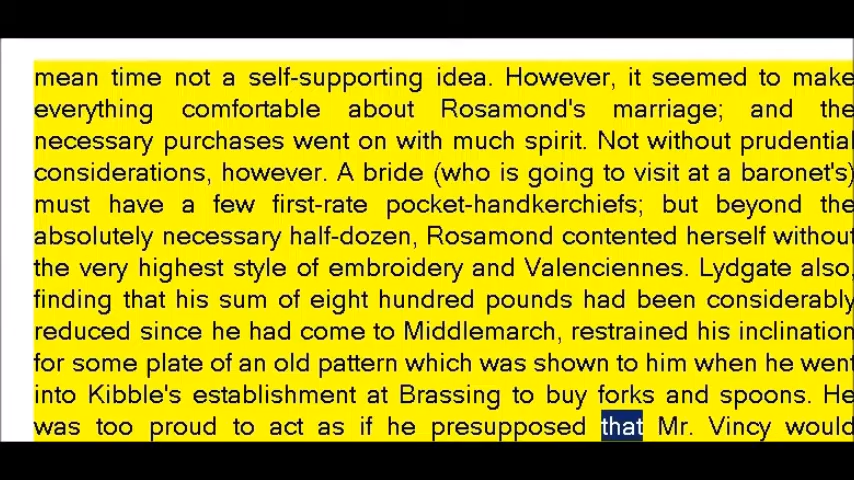 mean time not a self-supporting idea. However, it seemed to make
everything comfortable about Rosamond's marriage; and the
necessary purchases went on with much spirit. Not without prudential
considerations, however. A bride (who is going to visit at a baronet's)
must have a few first-rate pocket-handkerchiefs; but beyond the
absolutely necessary half-dozen, Rosamond contented herself without
the very highest style of embroidery and Valenciennes. Lydgate also,
finding that his sum of eight hundred pounds had been considerably
reduced since he had come to Middlemarch, restrained his inclination
for some plate of an old pattern which was shown to him when he went
into Kibble's establishment at Brassing to buy forks and spoons. He
was too proud to act as if he presupposed that Mr. Vincy would